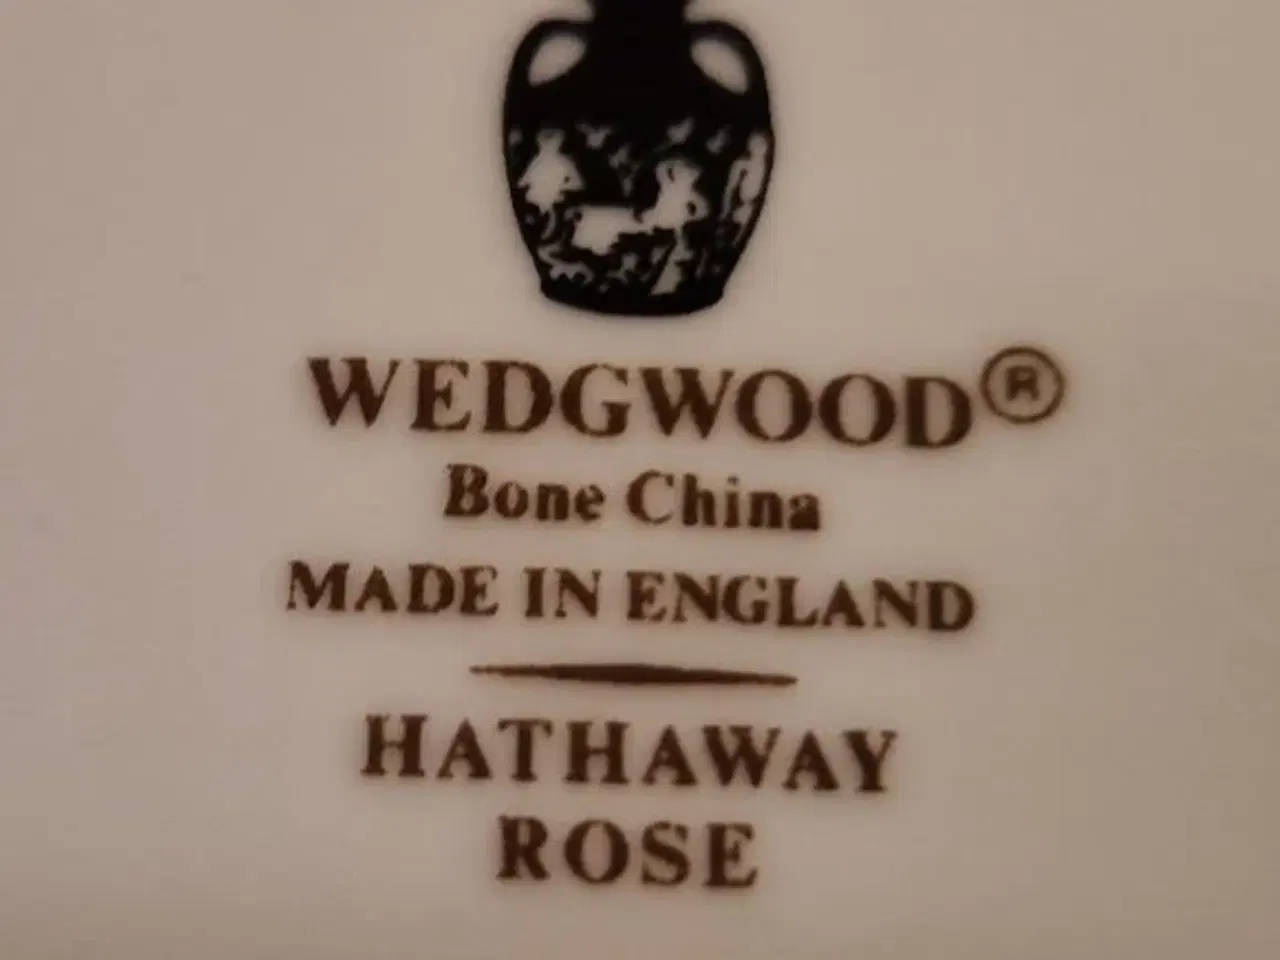 WEDGWOOD®
Bone China
MADE IN ENGLAND
HATHAWAY
ROSE